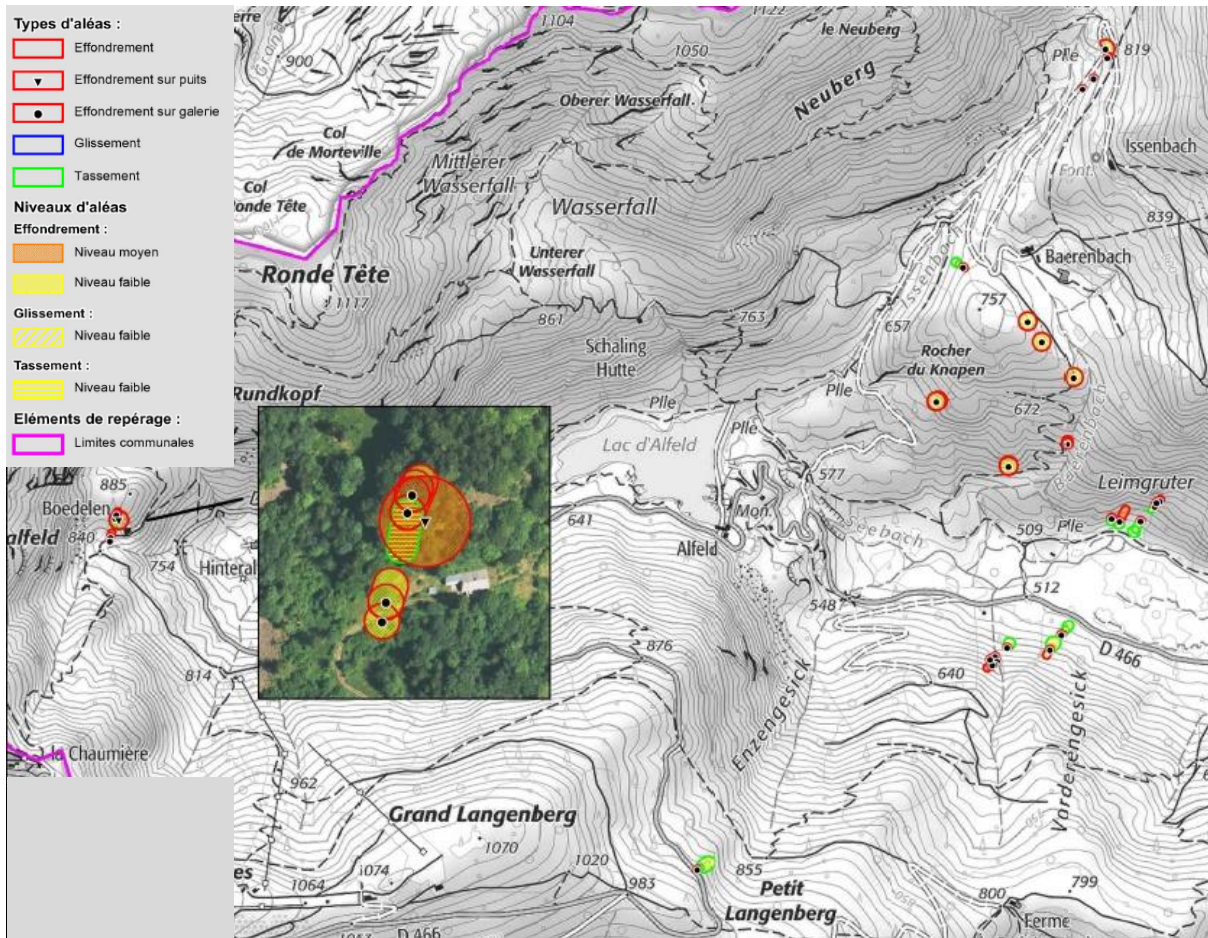 Types d'aléas :
Effondrement
Effondrement sur puits
Effondrement sur galerie
Glissement
Tassement
Niveaux d'aléas
Effondrement :
Niveau moyen
Niveau faible
Glissement :
Niveau faible
Tassement :
Niveau faible
Eléments de repérage :
Limites communales
900
1104
1122
le Neuberg
1050
Plle
819
Oberer Wasserfall
Neuberg
Col
de Morteville
Mittlerer
Wasserfall
Issenbach
Font.
Col
Ronde Tête
Wasserfall
839
Unterer
Wasserfall
Issenbach
Baerenbach
Ronde Tête
1117
861
763
757
657
Schaling
Hutte
Rocher
du Knapen
Rundkopf
Plle
Plle
Plle
672
Baerenbach
Lac d'Alfeld
Plle
577
885
Boedelen
Leimgruter
alfeld
840
641
Mon.
Seebach
509
Plle
754
Alfeld
548
512
D 466
876
640
814
Enzengesick
Vorderengesick
la Chaumière
962
Grand Langenberg
1070
1074
1064
1020
983
855
Petit
Langenberg
799
800
Ferme
D 466